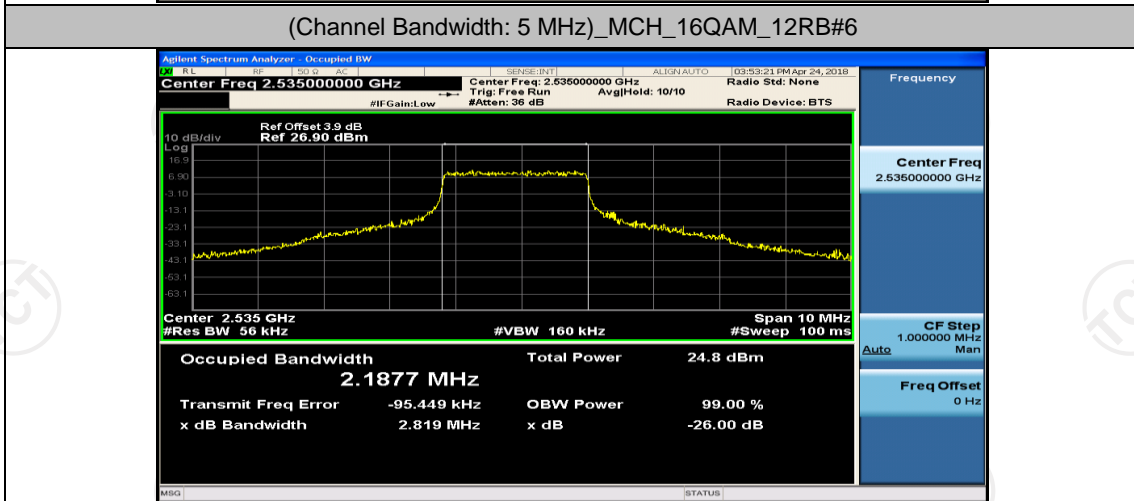 (Channel Bandwidth: 5 MHz)_MCH_16QAM_12RB#6
Agilent Spectrum Analyzer - Occupied BW
LXI RL RF 50 Ω AC SENSE:INT ALIGN AUTO 03:53:21 PM Apr 24, 2018
Center Freq 2.535000000 GHz Center Freq: 2.535000000 GHz Radio Std: None Frequency
Trig: Free Run Avg|Hold: 10/10
#IFGain:Low #Atten: 36 dB Radio Device: BTS
Ref Offset 3.9 dB
10 dB/div Ref 26.90 dBm
Log
16.9
6.90
-3.10
-13.1
-23.1
-33.1
-43.1
-53.1
-63.1
Center Freq
2.535000000 GHz
Center 2.535 GHz Span 10 MHz
#Res BW 56 kHz #VBW 160 kHz #Sweep 100 ms
CF Step
1.000000 MHz
Auto Man
Occupied Bandwidth Total Power 24.8 dBm
2.1877 MHz
Freq Offset
0 Hz
Transmit Freq Error -95.449 kHz OBW Power 99.00 %
x dB Bandwidth 2.819 MHz x dB -26.00 dB
MSG STATUS
TCT